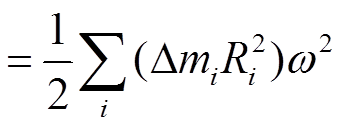 = 1/2 ∑_i (Δm_i R_i^2) ω^2